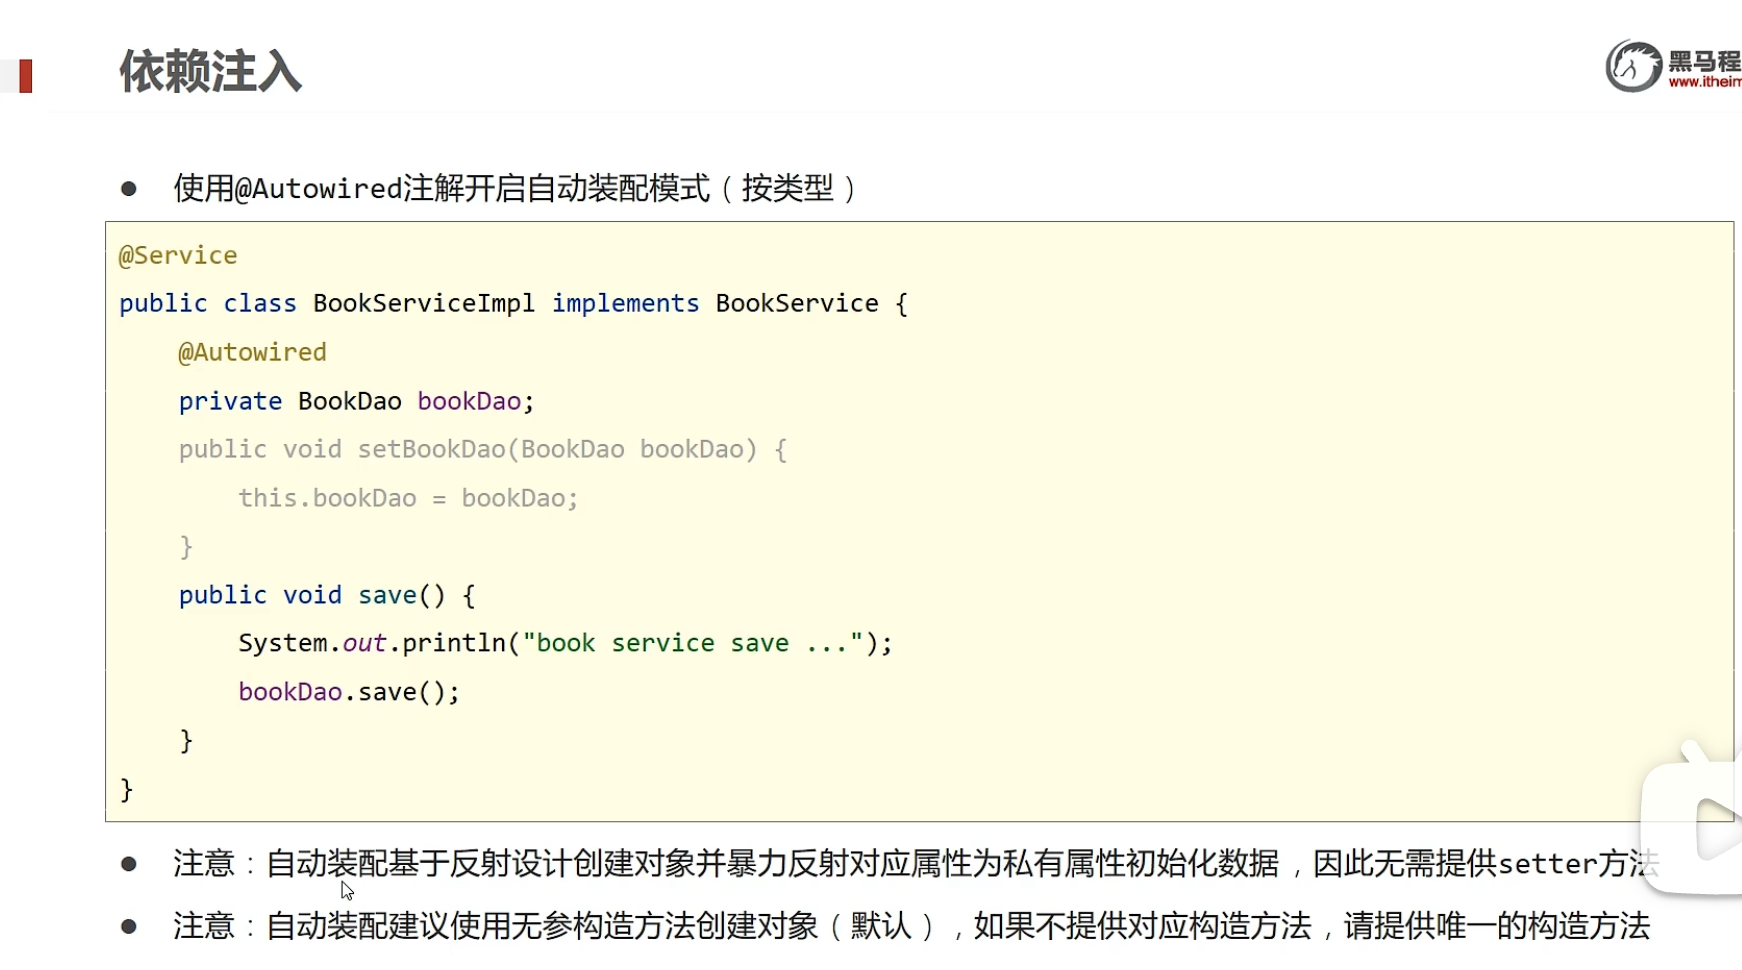 依赖注入
黑马程
www.itheim
使用@Autowired注解开启自动装配模式（按类型）
@Service
public class BookServiceImpl implements BookService {
@Autowired
private BookDao bookDao;
public void setBookDao(BookDao bookDao) {
this.bookDao = bookDao;
}
public void save() {
System.out.println("book service save ...");
bookDao.save();
}
}
注意：自动装配基于反射设计创建对象并暴力反射对应属性为私有属性初始化数据，因此无需提供setter方法
注意：自动装配建议使用无参构造方法创建对象（默认），如果不提供对应构造方法，请提供唯一的构造方法